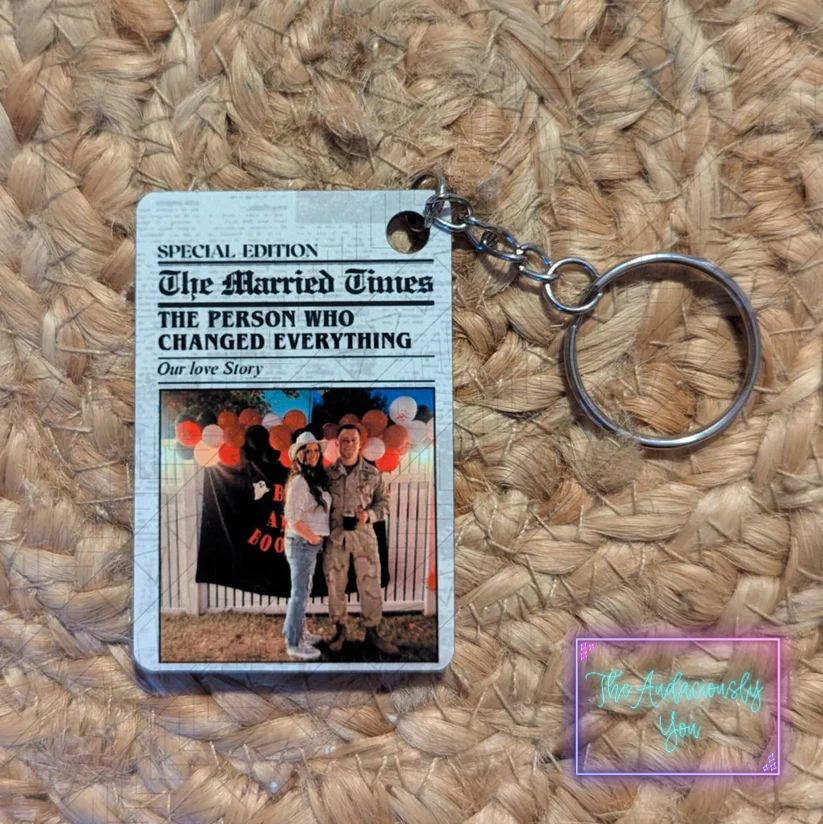 SPECIAL EDITION
The Married Times
THE PERSON WHO
CHANGED EVERYTHING
Our love Story
The Audaciously
You